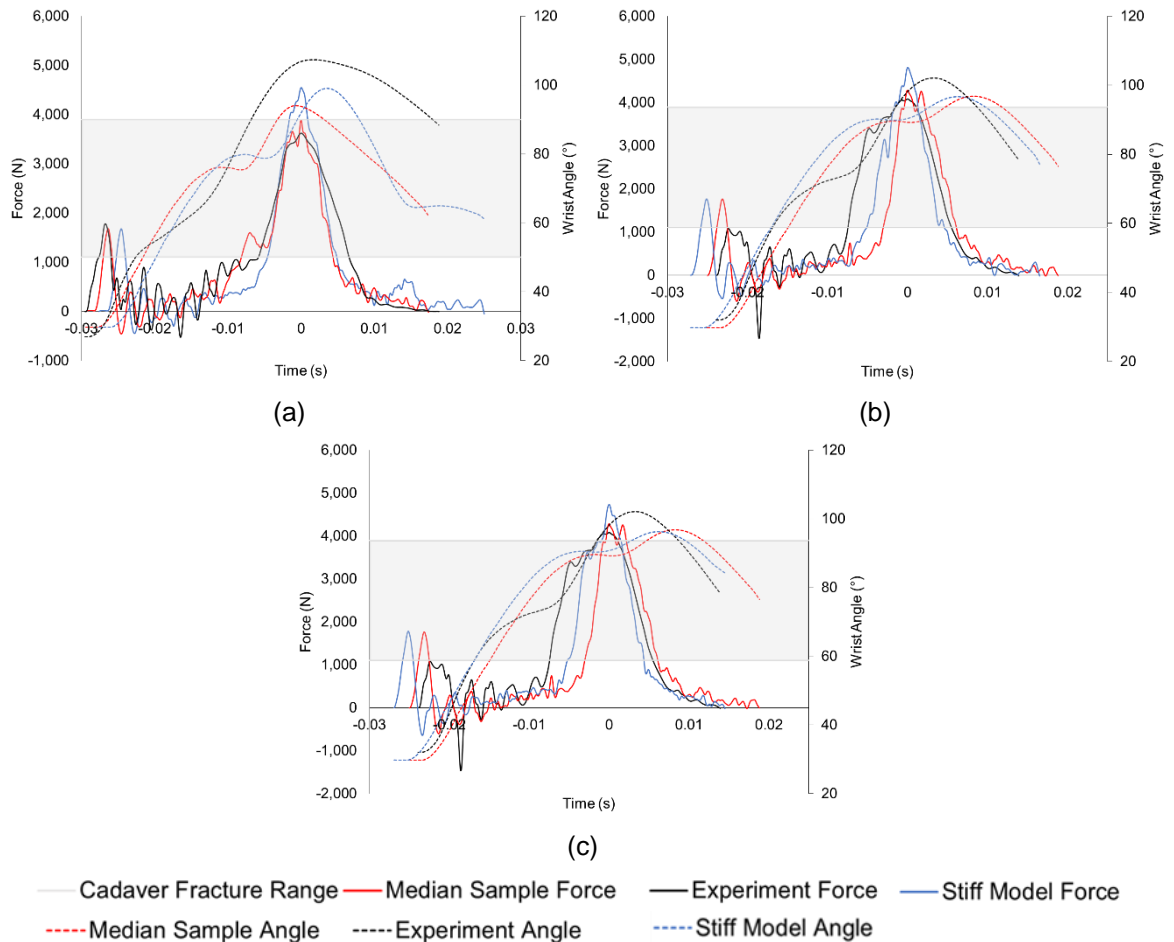 6,000
5,000
4,000
3,000
2,000
1,000
0
-1,000
Force (N)
-0.03 -0.02 -0.01 0 0.01 0.02 0.03
Time (s)
120
100
80
60
40
20
Wrist Angle (°)
(a)
6,000
5,000
4,000
3,000
2,000
1,000
0
-1,000
-2,000
Force (N)
-0.03 -0.02 -0.01 0 0.01 0.02
Time (s)
120
100
80
60
40
20
Wrist Angle (°)
(b)
6,000
5,000
4,000
3,000
2,000
1,000
0
-1,000
-2,000
Force (N)
-0.03 -0.02 -0.01 0 0.01 0.02
Time (s)
120
100
80
60
40
20
Wrist Angle (°)
(c)
Cadaver Fracture Range Median Sample Force Experiment Force Stiff Model Force
Median Sample Angle Experiment Angle Stiff Model Angle